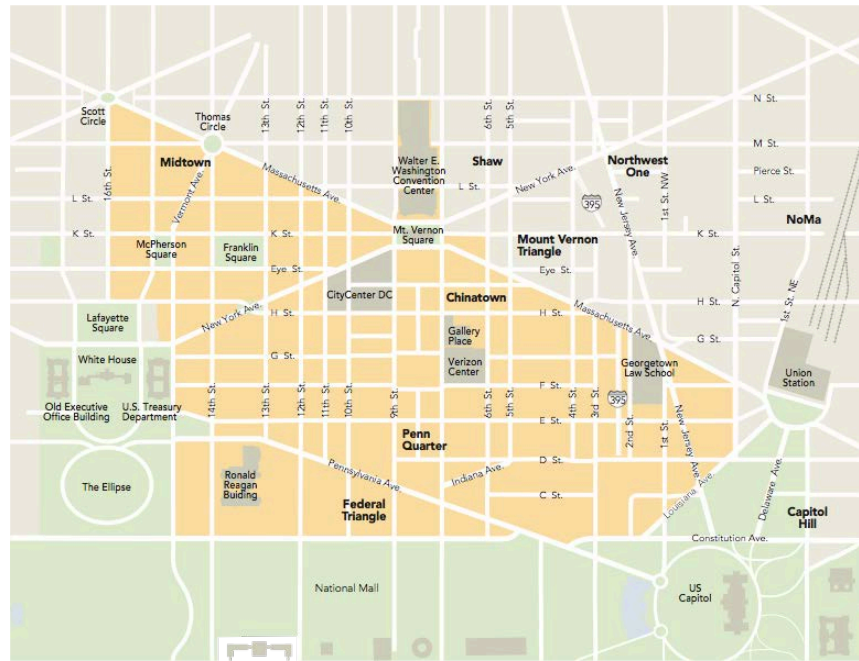 N St.
Scott
Circle
Thomas
Circle
13th St.
12th St.
11th St.
10th St.
6th St.
5th St.
M St.
Midtown
Walter E.
Washington
Convention
Center
Shaw
Northwest
One
Pierce St.
16th St.
Vermont Ave.
Massachusetts Ave.
New York Ave.
L St.
L St.
L St.
395
New Jersey Ave.
1st St. NW
NoMa
K St.
K St.
K St.
Mt. Vernon
Square
McPherson
Square
Franklin
Square
Mount Vernon
Triangle
Eye St.
Eye St.
N. Capitol St.
1st St. NE
CityCenter DC
Chinatown
Massachusetts Ave.
H St.
H St.
H St.
Lafayette
Square
New York Ave.
Gallery
Place
Verizon
Center
G St.
G St.
White House
Georgetown
Law School
Union
Station
F St.
Old Executive
Office Building
U.S. Treasury
Department
14th St.
13th St.
12th St.
11th St.
10th St.
9th St.
6th St.
5th St.
4th St.
3rd St.
395
2nd St.
1st St.
New Jersey Ave.
E St.
Penn
Quarter
D St.
Pennsylvania Ave.
Indiana Ave.
The Ellipse
Ronald
Reagan
Buiding
C St.
Louisiana Ave.
Delaware Ave.
Federal
Triangle
Capitol
Hill
Constitution Ave.
National Mall
US
Capitol